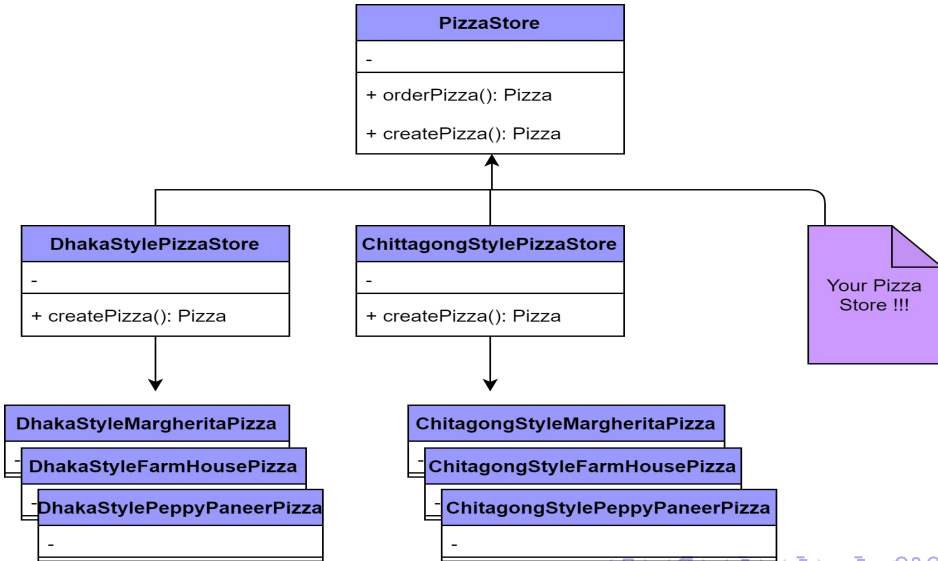 PizzaStore
-
+ orderPizza(): Pizza
+ createPizza(): Pizza
DhakaStylePizzaStore
-
+ createPizza(): Pizza
ChittagongStylePizzaStore
-
+ createPizza(): Pizza
Your Pizza
Store !!!
DhakaStyleMargheritaPizza
-
DhakaStyleFarmHousePizza
-
DhakaStylePeppyPaneerPizza
-
ChitagongStyleMargheritaPizza
-
ChitagongStyleFarmHousePizza
-
ChitagongStylePeppyPaneerPizza
-